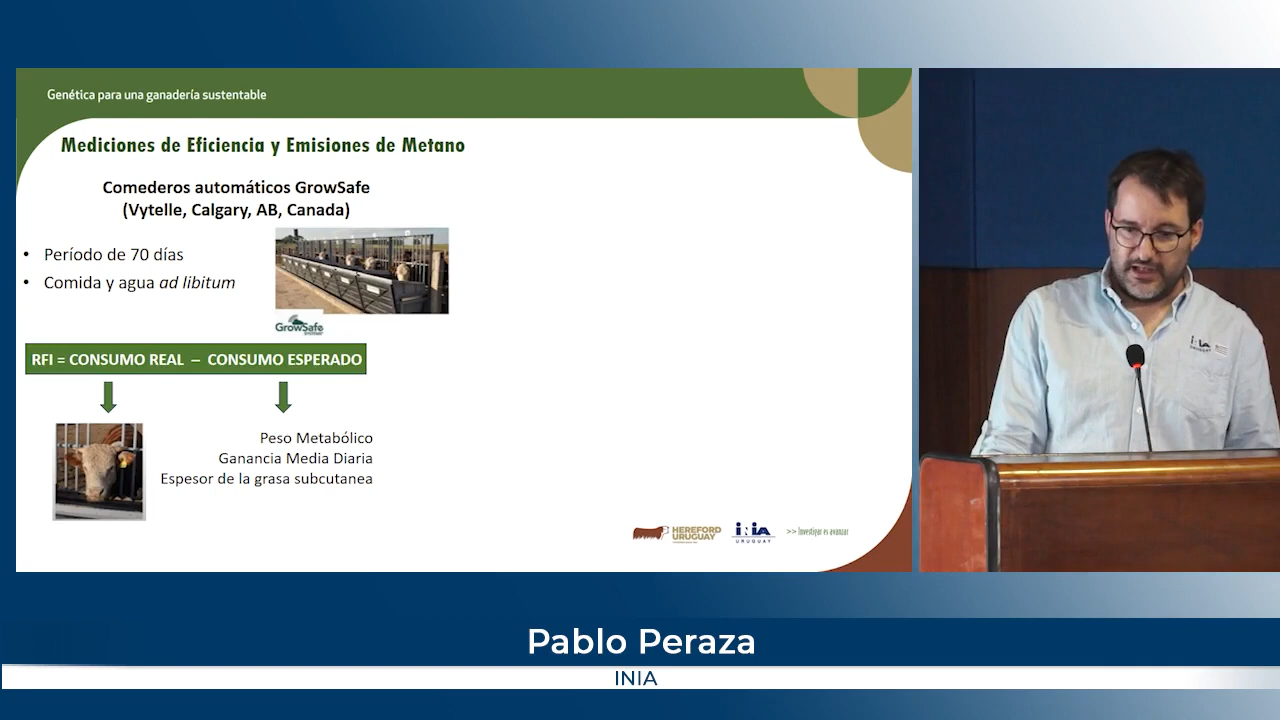 Genética para una ganadería sustentable
Mediciones de Eficiencia y Emisiones de Metano
Comederos automáticos GrowSafe
(Vytelle, Calgary, AB, Canada)
• Período de 70 días
• Comida y agua ad libitum
GrowSafe
RFI = CONSUMO REAL – CONSUMO ESPERADO
Peso Metabólico
Ganancia Media Diaria
Espesor de la grasa subcutanea
HEREFORD
URUGUAY
INIA
URUGUAY
>> Investigar es avanzar
INIA
URUGUAY
Pablo Peraza
INIA